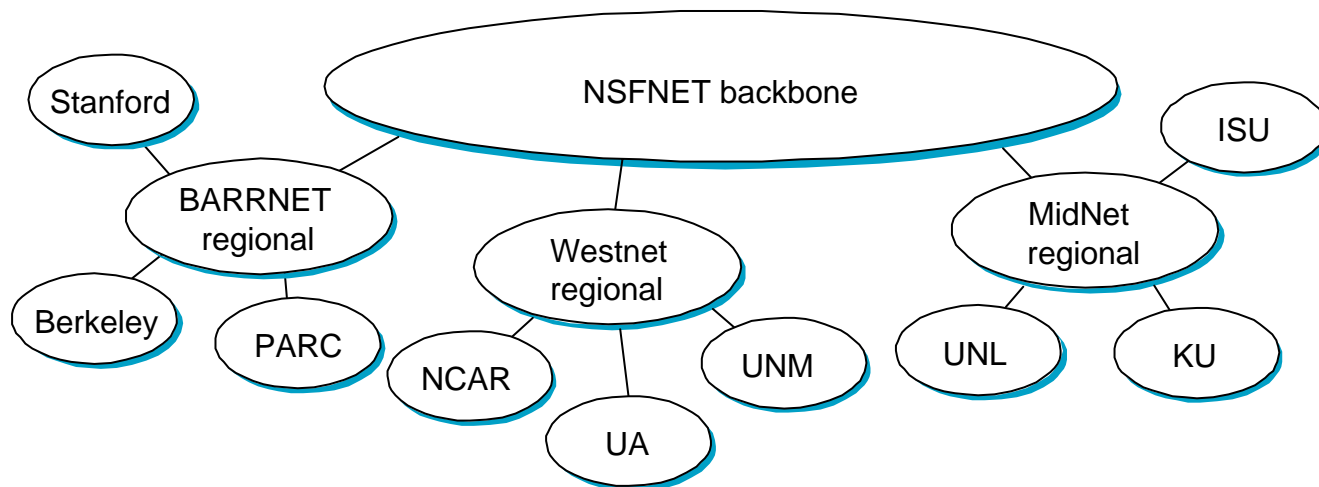 NSFNET backbone
Stanford
ISU
BARRNET
regional
MidNet
regional
Westnet
regional
Berkeley
PARC
NCAR
UNM
UNL
KU
UA